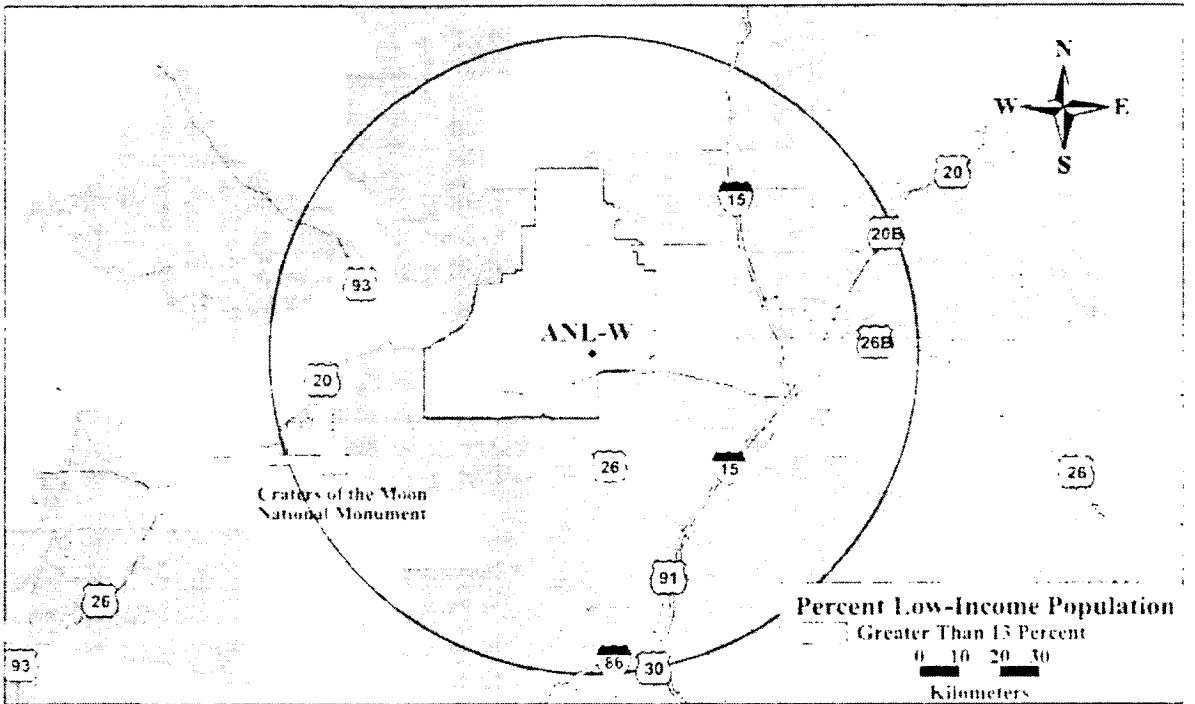 N
W E
S
20
15
20B
93
ANL-W
26B
20
26
15
26
Craters of the Moon
National Monument
91
26
Percent Low-Income Population
Greater Than 13 Percent
0 10 20 30
Kilometers
93
86
30